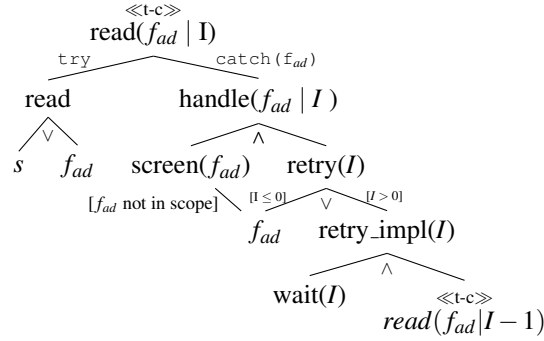 ≪t-c≫
read(f_ad | I)
try catch(f_ad)
read handle(f_ad | I )
∨ ∧
s f_ad screen(f_ad) retry(I)
[f_ad not in scope] [I ≤ 0] ∨ [I > 0]
f_ad retry_impl(I)
∧
wait(I) ≪t-c≫
read(f_ad|I − 1)